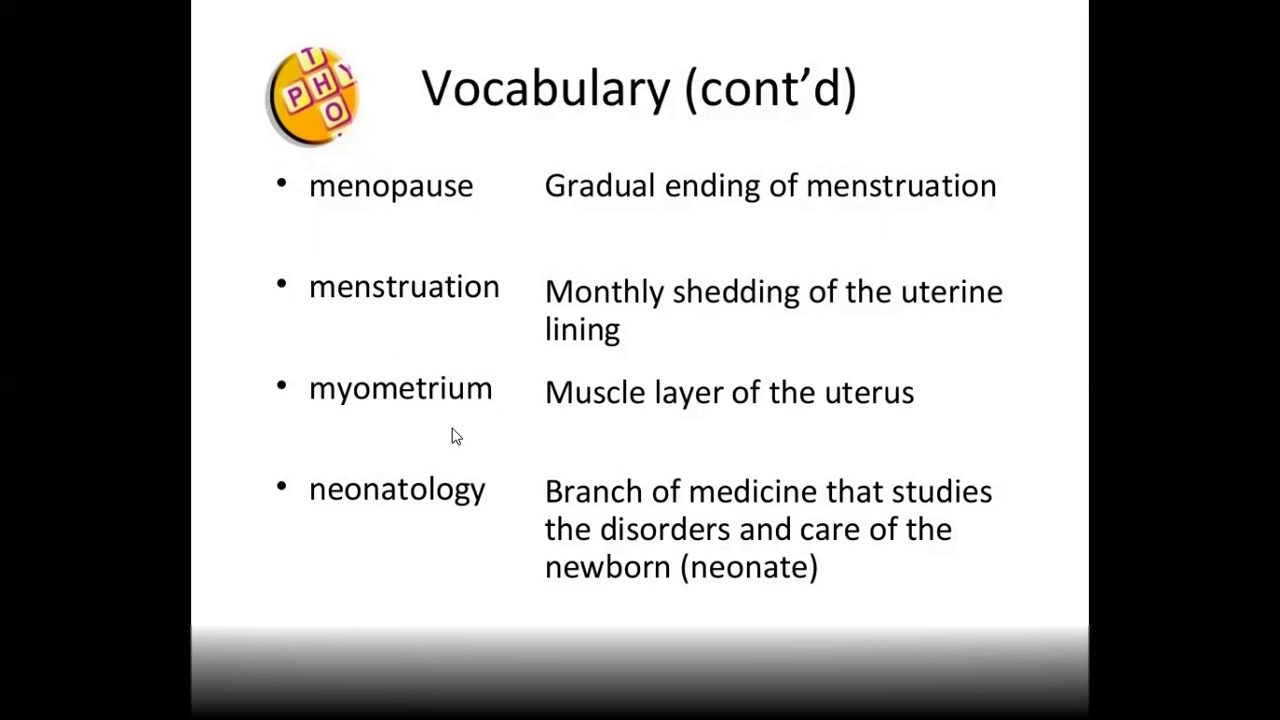 T
PHY
O
Vocabulary (cont’d)
• menopause Gradual ending of menstruation
• menstruation Monthly shedding of the uterine
lining
• myometrium Muscle layer of the uterus
• neonatology Branch of medicine that studies
the disorders and care of the
newborn (neonate)